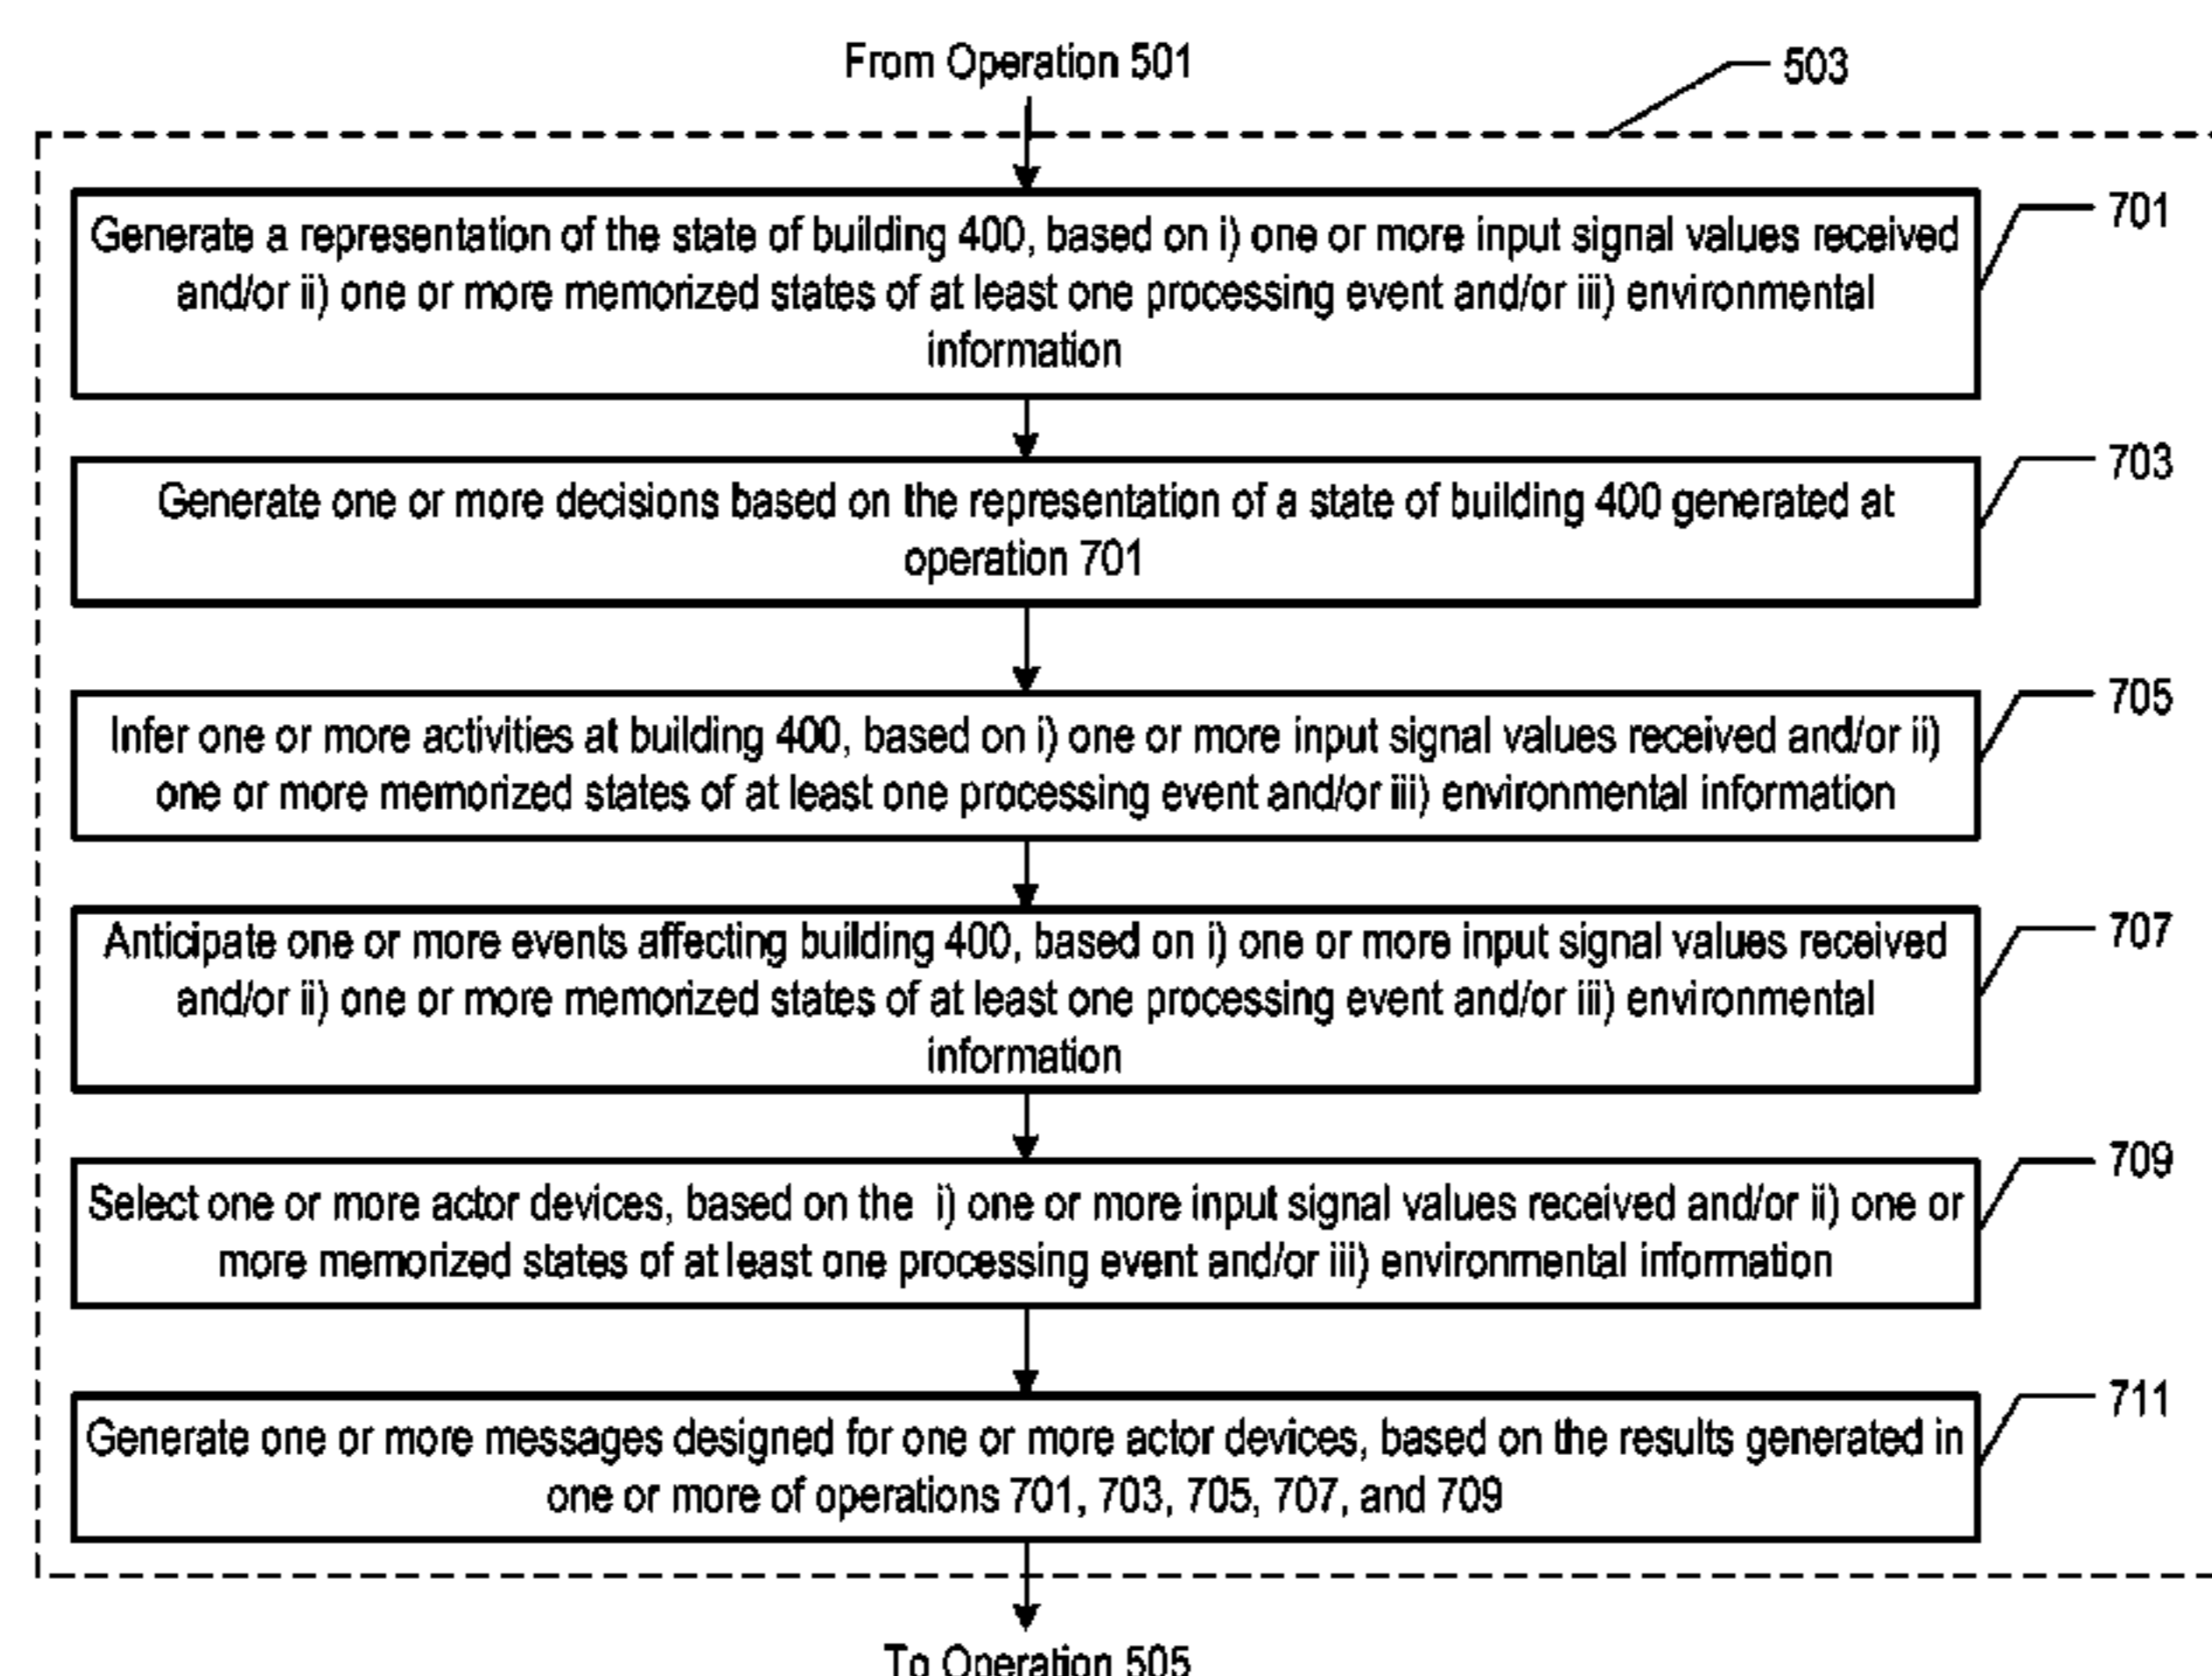 From Operation 501
503
Generate a representation of the state of building 400, based on i) one or more input signal values received
and/or ii) one or more memorized states of at least one processing event and/or iii) environmental
information
701
Generate one or more decisions based on the representation of a state of building 400 generated at
operation 701
703
Infer one or more activities at building 400, based on i) one or more input signal values received and/or ii)
one or more memorized states of at least one processing event and/or iii) environmental information
705
Anticipate one or more events affecting building 400, based on i) one or more input signal values received
and/or ii) one or more memorized states of at least one processing event and/or iii) environmental
information
707
Select one or more actor devices, based on the i) one or more input signal values received and/or ii) one or
more memorized states of at least one processing event and/or iii) environmental information
709
Generate one or more messages designed for one or more actor devices, based on the results generated in
one or more of operations 701, 703, 705, 707, and 709
711
To Operation 505